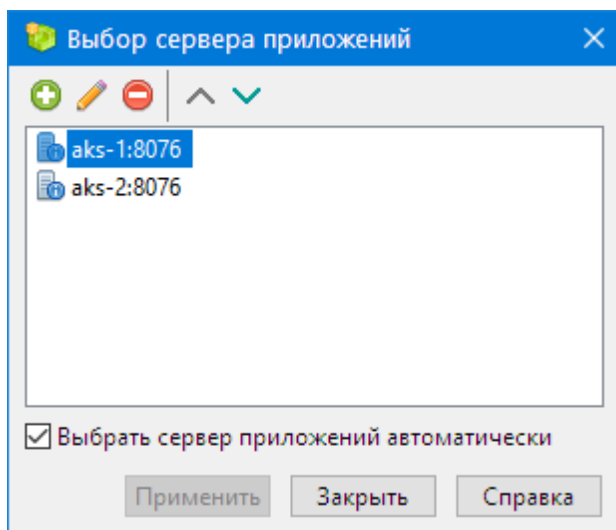 Выбор сервера приложений
aks-1:8076
aks-2:8076
Выбрать сервер приложений автоматически
Применить Закрыть Справка